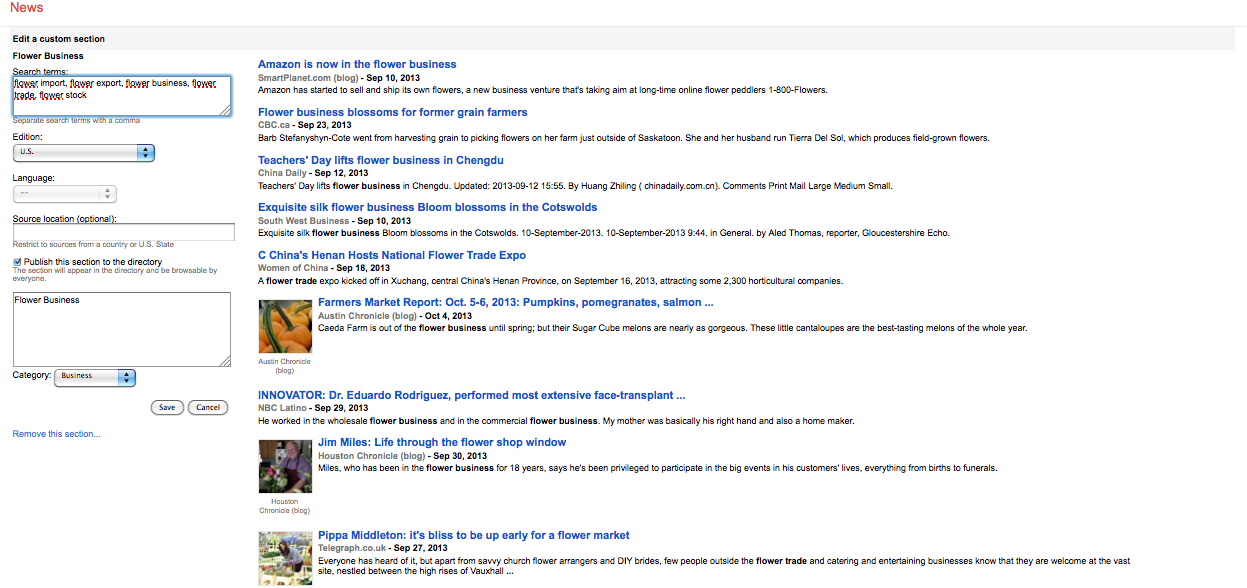 News
Edit a custom section
Flower Business
Search terms:
flower import, flower export, flower business, flower
trade, flower stock
Separate search terms with a comma
Edition:
U.S.
Language:
--
Source location (optional):
Restrict to sources from a country or U.S. State
Publish this section to the directory
The section will appear in the directory and be browsable by
everyone.
Flower Business
Category: Business
Save Cancel
Remove this section...
Amazon is now in the flower business
SmartPlanet.com (blog) - Sep 10, 2013
Amazon has started to sell and ship its own flowers, a new business venture that's taking aim at long-time online flower peddlers 1-800-Flowers.
Flower business blossoms for former grain farmers
CBC.ca - Sep 23, 2013
Barb Stefanyshyn-Cote went from harvesting grain to picking flowers on her farm just outside of Saskatoon. She and her husband run Tierra Del Sol, which produces field-grown flowers.
Teachers' Day lifts flower business in Chengdu
China Daily - Sep 12, 2013
Teachers' Day lifts flower business in Chengdu. Updated: 2013-09-12 15:55. By Huang Zhiling ( chinadaily.com.cn). Comments Print Mail Large Medium Small.
Exquisite silk flower business Bloom blossoms in the Cotswolds
South West Business - Sep 10, 2013
Exquisite silk flower business Bloom blossoms in the Cotswolds. 10-September-2013. 10-September-2013 9:44. in General. by Aled Thomas, reporter, Gloucestershire Echo.
C China's Henan Hosts National Flower Trade Expo
Women of China - Sep 18, 2013
A flower trade expo kicked off in Xuchang, central China's Henan Province, on September 16, 2013, attracting some 2,300 horticultural companies.
Farmers Market Report: Oct. 5-6, 2013: Pumpkins, pomegranates, salmon ...
Austin Chronicle (blog) - Oct 4, 2013
Caeda Farm is out of the flower business until spring; but their Sugar Cube melons are nearly as gorgeous. These little cantaloupes are the best-tasting melons of the whole year.
Austin Chronicle
(blog)
INNOVATOR: Dr. Eduardo Rodriguez, performed most extensive face-transplant ...
NBC Latino - Sep 29, 2013
He worked in the wholesale flower business and in the commercial flower business. My mother was basically his right hand and also a home maker.
Jim Miles: Life through the flower shop window
Houston Chronicle (blog) - Sep 30, 2013
Miles, who has been in the flower business for 18 years, says he's been privileged to participate in the big events in his customers' lives, everything from births to funerals.
Houston
Chronicle (blog)
Pippa Middleton: it's bliss to be up early for a flower market
Telegraph.co.uk - Sep 27, 2013
Everyone has heard of it, but apart from savvy church flower arrangers and DIY brides, few people outside the flower trade and catering and entertaining businesses know that they are welcome at the vast
site, nestled between the high rises of Vauxhall ...